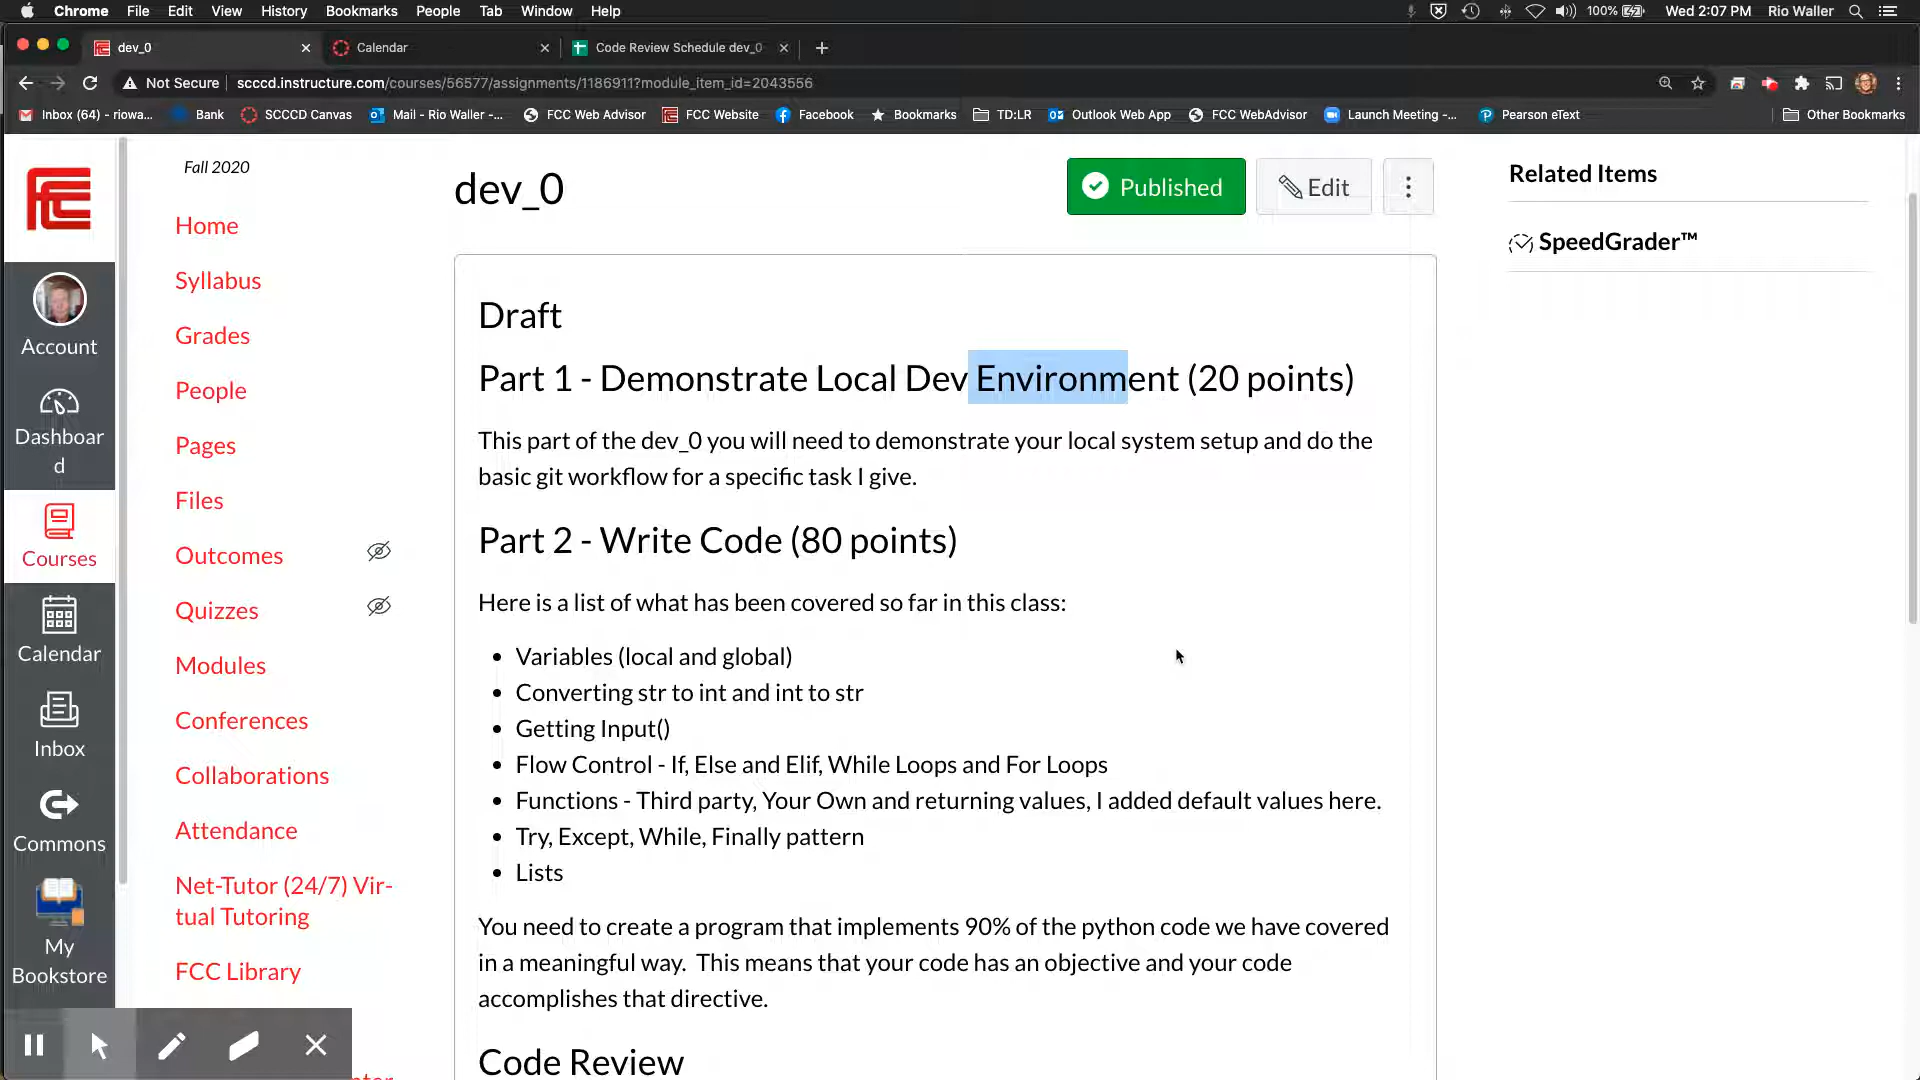 Chrome File Edit View History Bookmarks People Tab Window Help 100% Wed 2:07 PM Rio Waller
dev_0 Calendar Code Review Schedule dev_0
Not Secure scccd.instructure.com/courses/56577/assignments/1186911?module_item_id=2043556
Inbox (64) - riowa... Bank SCCCD Canvas Mail - Rio Waller -... FCC Web Advisor FCC Website Facebook Bookmarks TD:LR Outlook Web App FCC WebAdvisor Launch Meeting -... Pearson eText Other Bookmarks
Account
Dashboar
d
Courses
Calendar
Inbox
Commons
My
Bookstore
Fall 2020
Home
Syllabus
Grades
People
Pages
Files
Outcomes
Quizzes
Modules
Conferences
Collaborations
Attendance
Net-Tutor (24/7) Vir-
tual Tutoring
FCC Library
dev_0
Published Edit
Draft
Part 1 - Demonstrate Local Dev Environment (20 points)
This part of the dev_0 you will need to demonstrate your local system setup and do the
basic git workflow for a specific task I give.
Part 2 - Write Code (80 points)
Here is a list of what has been covered so far in this class:
• Variables (local and global)
• Converting str to int and int to str
• Getting Input()
• Flow Control - If, Else and Elif, While Loops and For Loops
• Functions - Third party, Your Own and returning values, I added default values here.
• Try, Except, While, Finally pattern
• Lists
You need to create a program that implements 90% of the python code we have covered
in a meaningful way. This means that your code has an objective and your code
accomplishes that directive.
Code Review
Related Items
SpeedGrader™